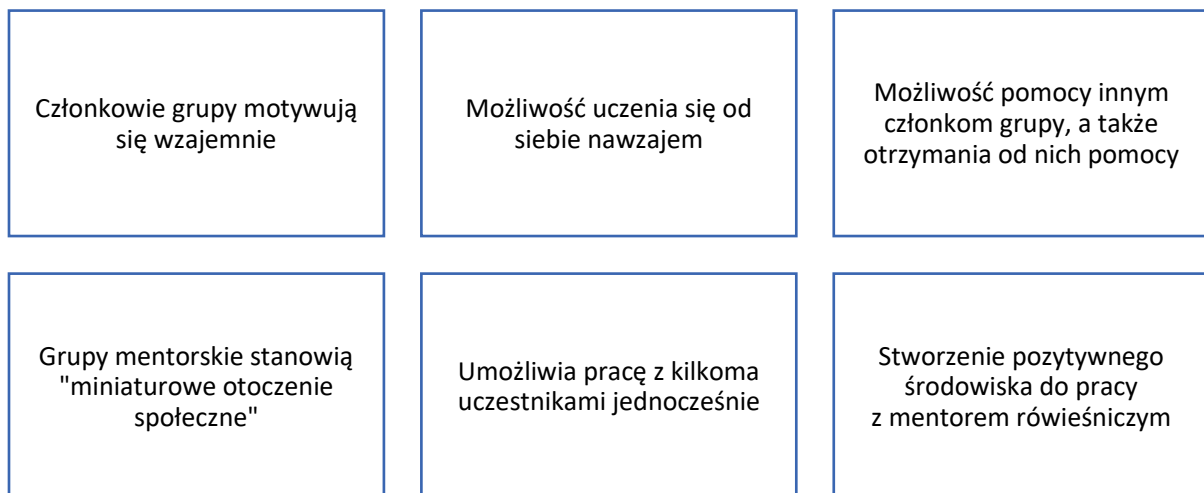 Członkowie grupy motywują
się wzajemnie
Możliwość uczenia się od
siebie nawzajem
Możliwość pomocy innym
członkom grupy, a także
otrzymania od nich pomocy
Grupy mentorskie stanowią
"miniaturowe otoczenie
społeczne"
Umożliwia pracę z kilkoma
uczestnikami jednocześnie
Stworzenie pozytywnego
środowiska do pracy
z mentorem rówieśniczym